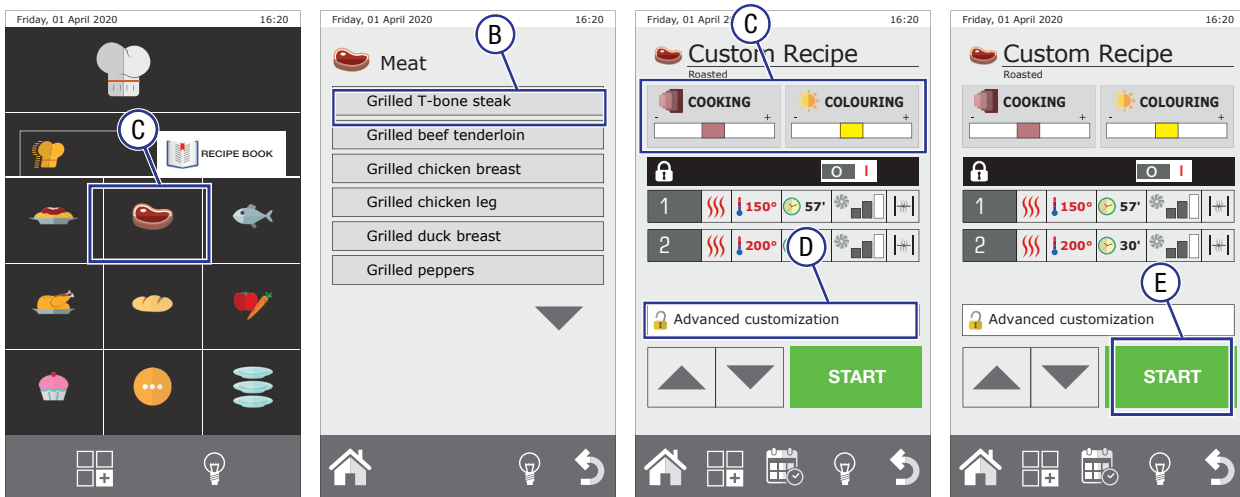 Friday, 01 April 2020 16:20
C
RECIPE BOOK
Friday, 01 April 2020 16:20
B
Meat
Grilled T-bone steak
Grilled beef tenderloin
Grilled chicken breast
Grilled chicken leg
Grilled duck breast
Grilled peppers
Friday, 01 April 2 16:20
C
Custom Recipe
Roasted
COOKING
- +
COLOURING
- +
O I
1 150° 57'
2 200°
D
Advanced customization
START
Friday, 01 April 2020 16:20
Custom Recipe
Roasted
COOKING
- +
COLOURING
- +
O I
1 150° 57'
2 200° 30'
E
Advanced customization
START